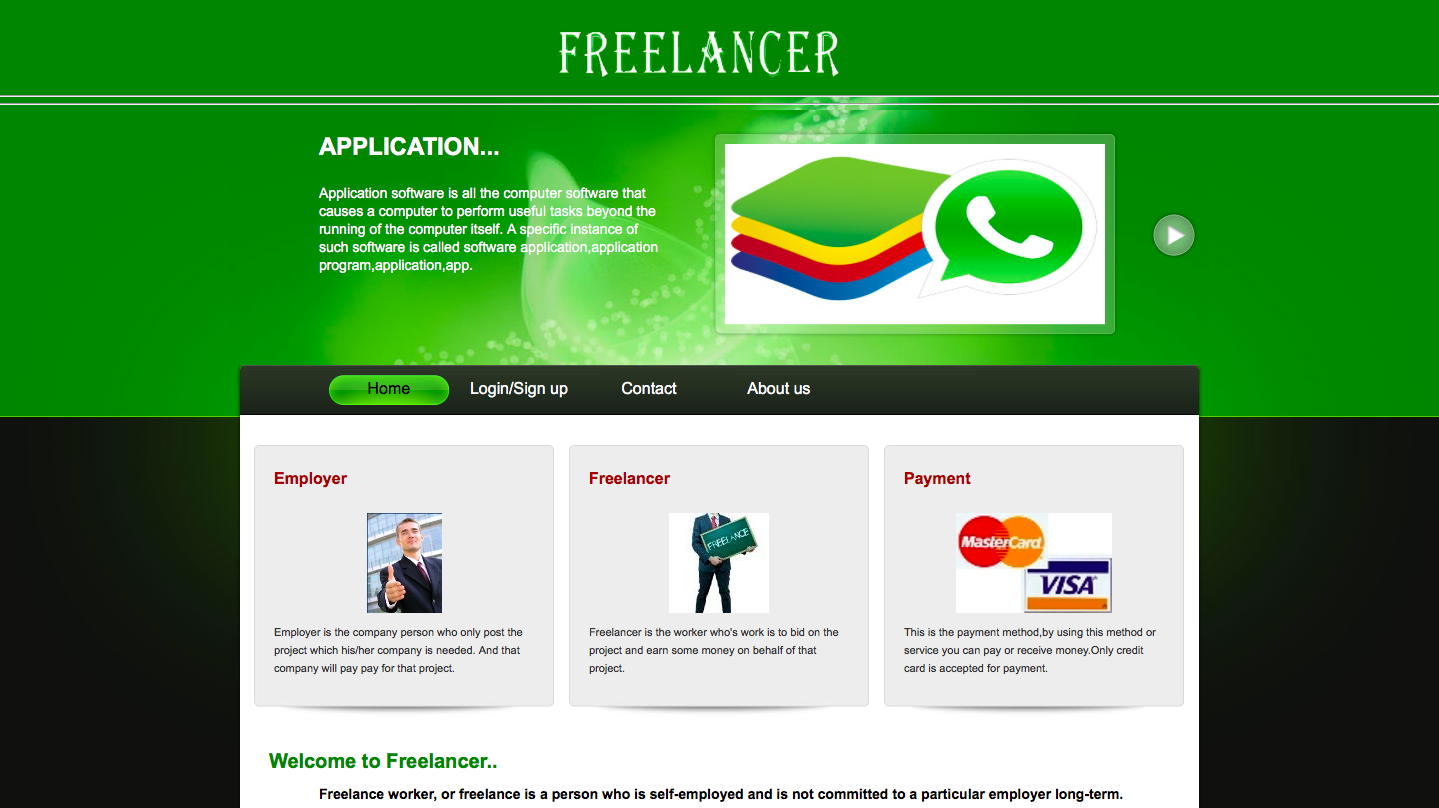 FREELANCER
APPLICATION...
Application software is all the computer software that
causes a computer to perform useful tasks beyond the
running of the computer itself. A specific instance of
such software is called software application,application
program,application,app.
Home Login/Sign up Contact About us
Employer
Employer is the company person who only post the
project which his/her company is needed. And that
company will pay pay for that project.
Freelancer
FREELANCE
Freelancer is the worker who's work is to bid on the
project and earn some money on behalf of that
project.
Payment
MasterCard
VISA
This is the payment method,by using this method or
service you can pay or receive money.Only credit
card is accepted for payment.
Welcome to Freelancer..
Freelance worker, or freelance is a person who is self-employed and is not committed to a particular employer long-term.